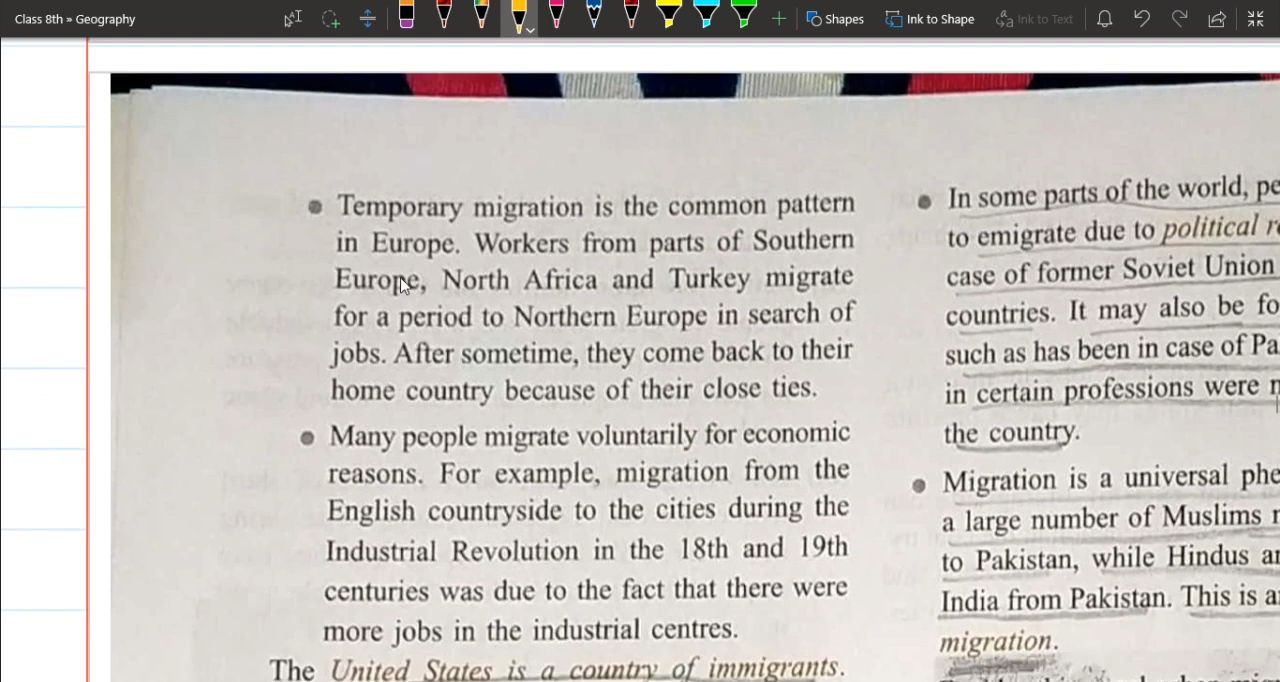 Class 8th » Geography
Shapes
Ink to Shape
Ink to Text
Temporary migration is the common pattern
in Europe. Workers from parts of Southern
Europe, North Africa and Turkey migrate
for a period to Northern Europe in search of
jobs. After sometime, they come back to their
home country because of their close ties.
Many people migrate voluntarily for economic
reasons. For example, migration from the
English countryside to the cities during the
Industrial Revolution in the 18th and 19th
centuries was due to the fact that there were
more jobs in the industrial centres.
The United States is a country of immigrants.
In some parts of the world,
to emigrate due to political
case of former Soviet Union
countries. It may also be
such as has been in case of
in certain professions were
the country.
Migration is a universal
a large number of Muslims
to Pakistan, while Hindus
India from Pakistan. This is
migration.